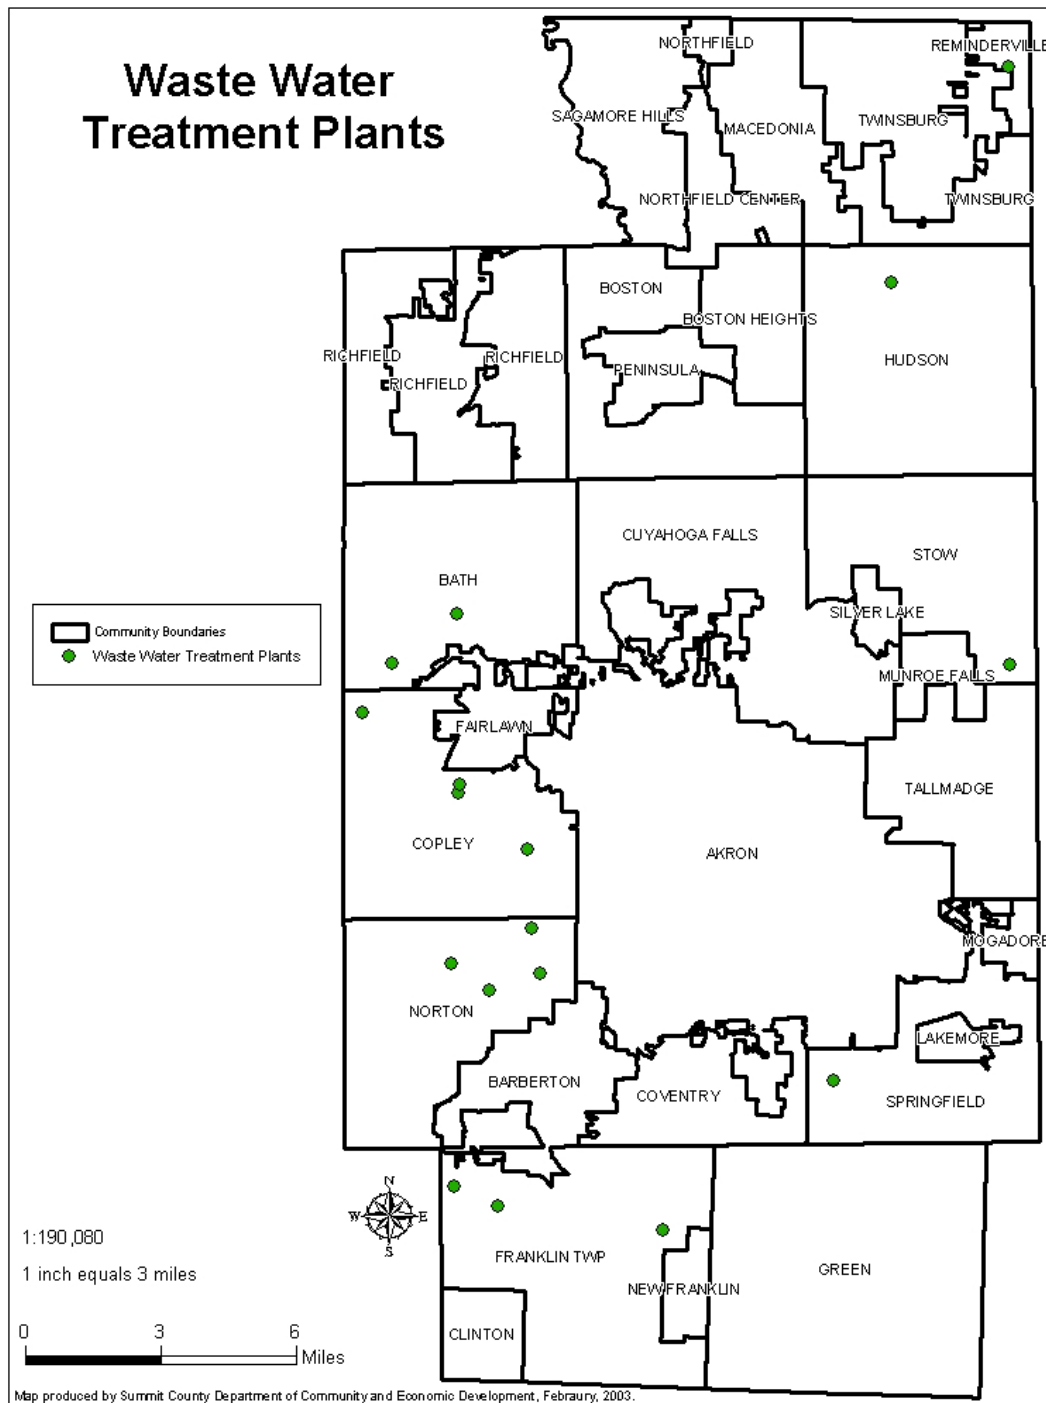 Waste Water
Treatment Plants
NORTHFIELD
REMINDERVILLE
SAGAMORE HILLS
MACEDONIA
TWINSBURG
NORTHFIELD CENTER
TWINSBURG
BOSTON
BOSTON HEIGHTS
RICHFIELD
RICHFIELD
RICHFIELD
PENINSULA
HUDSON
CUYAHOGA FALLS
STOW
BATH
SILVER LAKE
Community Boundaries
Waste Water Treatment Plants
MUNROE FALLS
FAIRLAWN
TALLMADGE
COPLEY
AKRON
MOGADORE
NORTON
LAKEMORE
BARBERTON
COVENTRY
SPRINGFIELD
N
W E
S
1:190,080
1 inch equals 3 miles
FRANKLIN TWP
NEW FRANKLIN
GREEN
CLINTON
0 3 6
Miles
Map produced by Summit County Department of Community and Economic Development, Febraury, 2003.